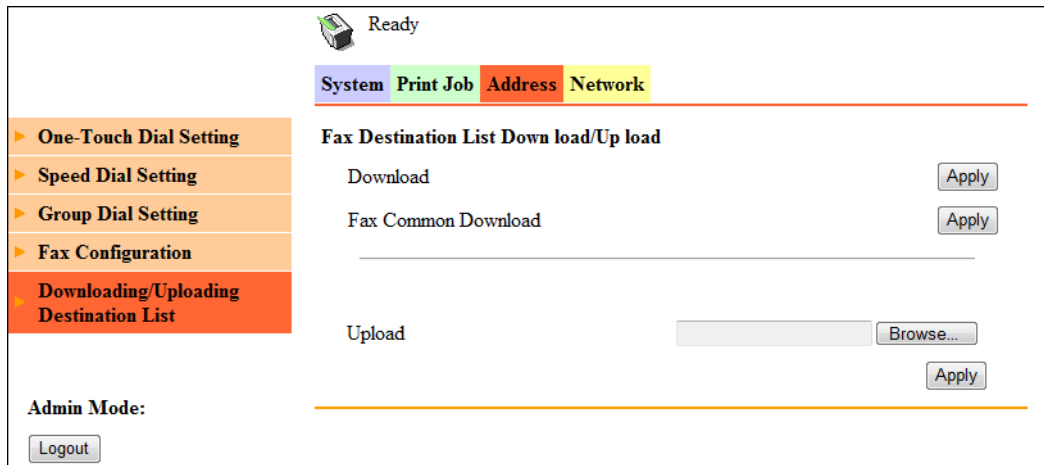 Ready
System Print Job Address Network
One-Touch Dial Setting
Speed Dial Setting
Group Dial Setting
Fax Configuration
Downloading/Uploading
Destination List
Admin Mode:
Logout
Fax Destination List Down load/Up load
Download Apply
Fax Common Download Apply
Upload Browse...
Apply